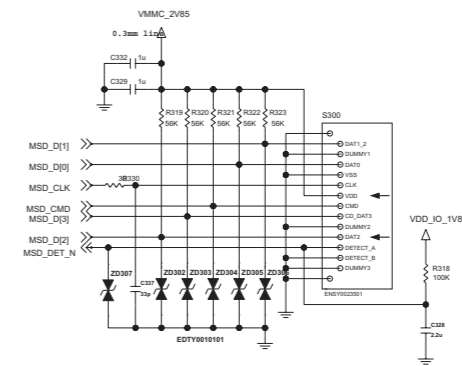 VMMC_2V85
0.3mm line
C332 1u
C329 1u
R319 R320 R321 R322 R323
56K 56K 56K 56K 56K
S300
MSD_D[1]
MSD_D[0]
MSD_CLK
R330
MSD_CMD
MSD_D[3]
MSD_D[2]
MSD_DET_N
DAT1_2
DUMMY1
DAT0
VSS
CLK
VDD
CMD
CD_DAT3
DUMMY2
DAT2
DETECT_A
DETECT_B
DUMMY3
ENSY0023501
VDD_IO_1V8
R318
100K
C328
2.2u
ZD307
C337
33p
ZD302 ZD303 ZD304 ZD305 ZD306
EDTY0010101